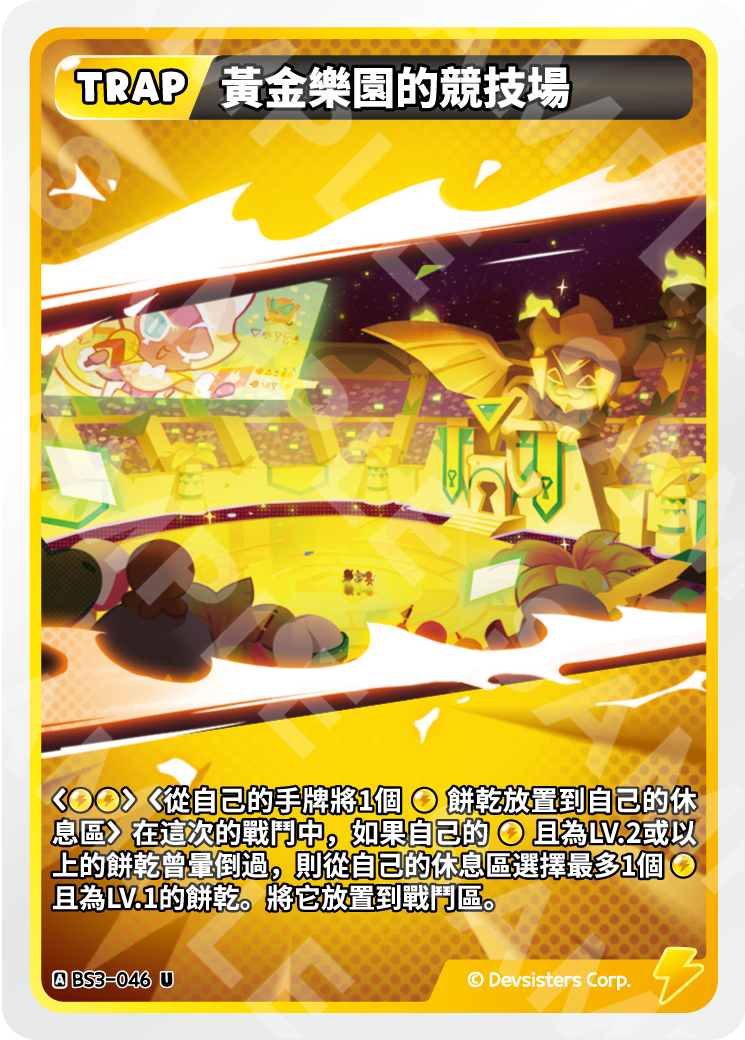 TRAP 黃金樂園的競技場
〈⚡⚡〉〈從自己的手牌將1個 ⚡ 餅乾放置到自己的休
息區〉在這次的戰鬥中，如果自己的 ⚡ 且為LV.2或以
上的餅乾曾暈倒過，則從自己的休息區選擇最多1個 ⚡
且為LV.1的餅乾。將它放置到戰鬥區。
A BS3-046 U
© Devsisters Corp.
SAMPLE